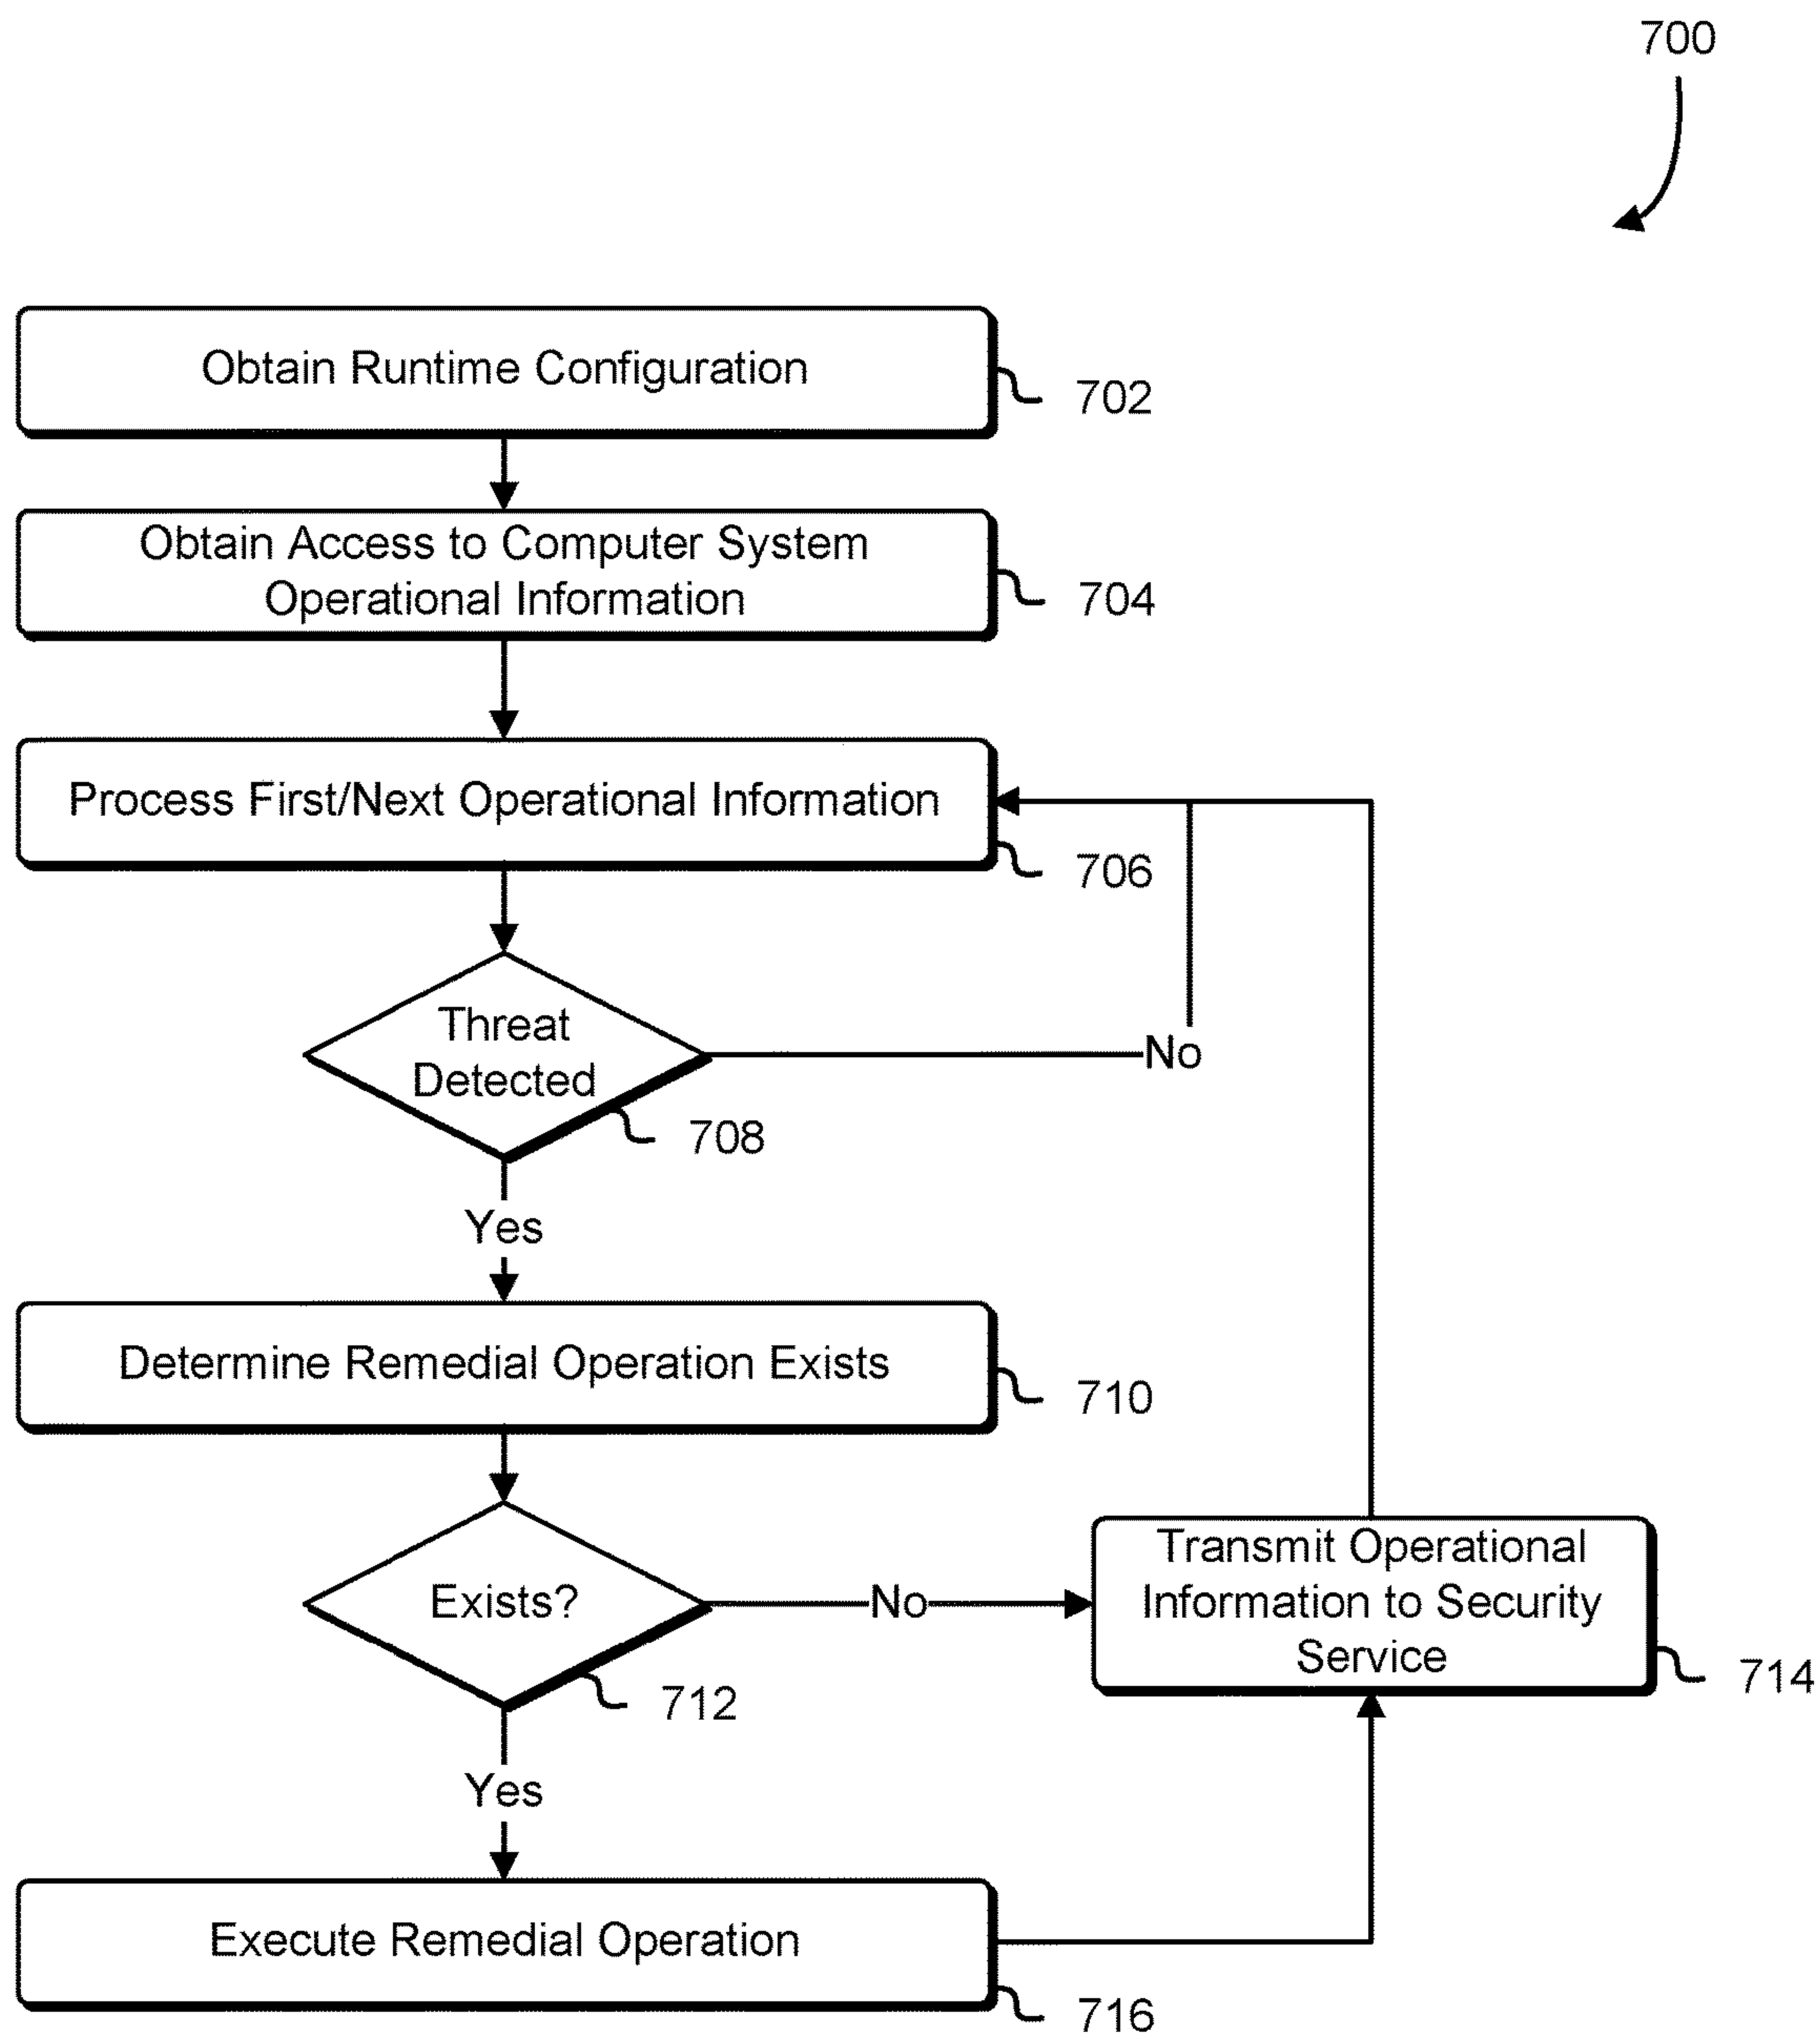 700
Obtain Runtime Configuration
702
Obtain Access to Computer System
Operational Information
704
Process First/Next Operational Information
706
Threat
Detected
No
708
Yes
Determine Remedial Operation Exists
710
Exists?
No
Transmit Operational
Information to Security
Service
714
712
Yes
Execute Remedial Operation
716